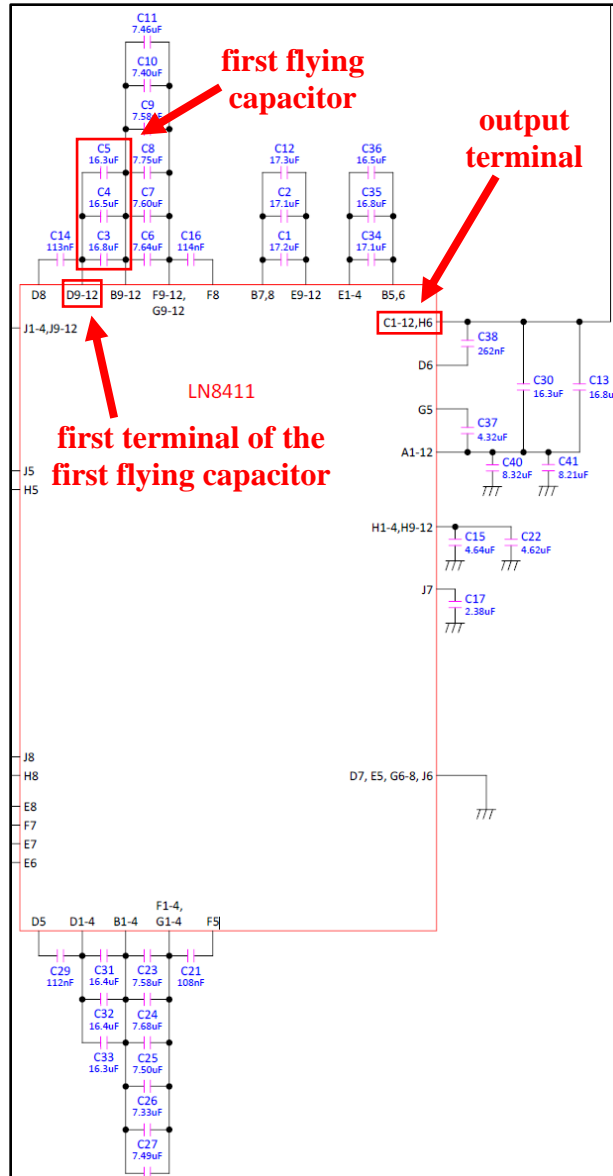 C11
7.46uF
C10
7.40uF
C9
first flying
capacitor
output
terminal
C5
16.3uF
C8
7.75uF
C12
17.3uF
C36
16.5uF
C4
16.5uF
C7
7.60uF
C2
17.1uF
C35
16.8uF
C14
113nF
C3
16.8uF
C6
7.64uF
C16
114nF
C1
17.2uF
C34
17.1uF
D8
D9-12
B9-12
F9-12,
G9-12
F8
B7,8
E9-12
E1-4
B5,6
J1-4,J9-12
C1-12,H6
C38
262nF
D6
C30
16.3uF
C13
16.8u
LN8411
G5
C37
4.32uF
first terminal of the
first flying capacitor
A1-12
C40
8.32uF
C41
8.21uF
J5
H5
H1-4,H9-12
C15
4.64uF
C22
4.62uF
J7
C17
2.38uF
J8
H8
D7, E5, G6-8, J6
E8
F7
E7
E6
D5
D1-4
B1-4
F1-4,
G1-4
F5
C29
112nF
C31
16.4uF
C23
7.58uF
C21
108nF
C32
16.4uF
C24
7.68uF
C33
16.3uF
C25
7.50uF
C26
7.33uF
C27
7.49uF